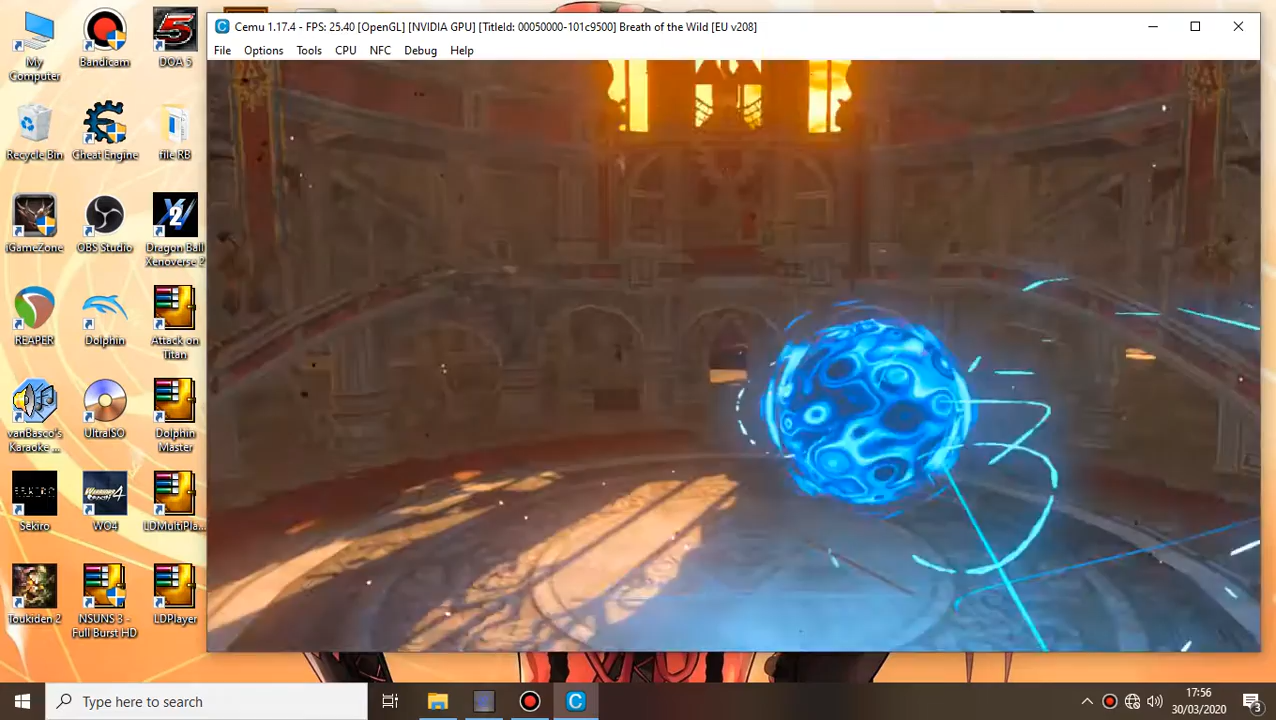 Cemu 1.17.4 - FPS: 25.40 [OpenGL] [NVIDIA GPU] [TitleId: 00050000-101c9500] Breath of the Wild [EU v208]
File Options Tools CPU NFC Debug Help
My Computer
Bandicam
DOA 5
Recycle Bin
Cheat Engine
file RB
iGameZone
OBS Studio
Dragon Ball Xenoverse 2
REAPER
Dolphin
Attack on Titan
vanBasco's Karaoke ...
UltraISO
Dolphin Master
SEKIRO
Sekiro
WO4
LDMultiPla...
Toukiden 2
NSUNS 3 - Full Burst HD
LDPlayer
Type here to search
17:56
30/03/2020
3